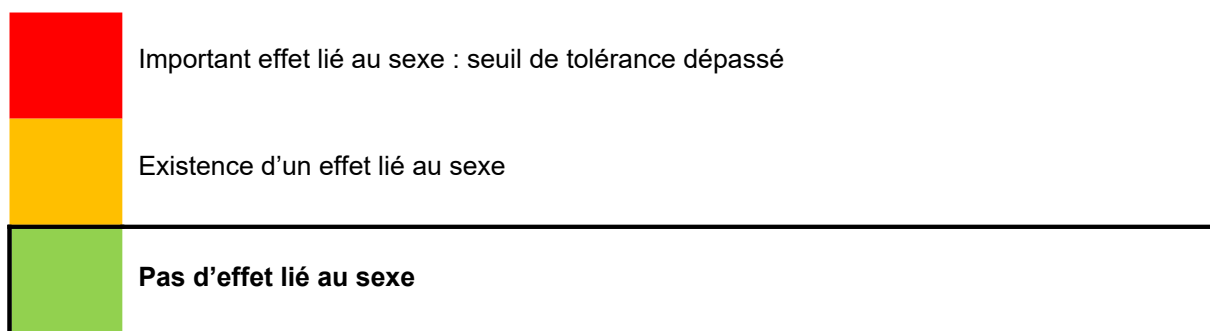 Important effet lié au sexe : seuil de tolérance dépassé
Existence d’un effet lié au sexe
Pas d’effet lié au sexe